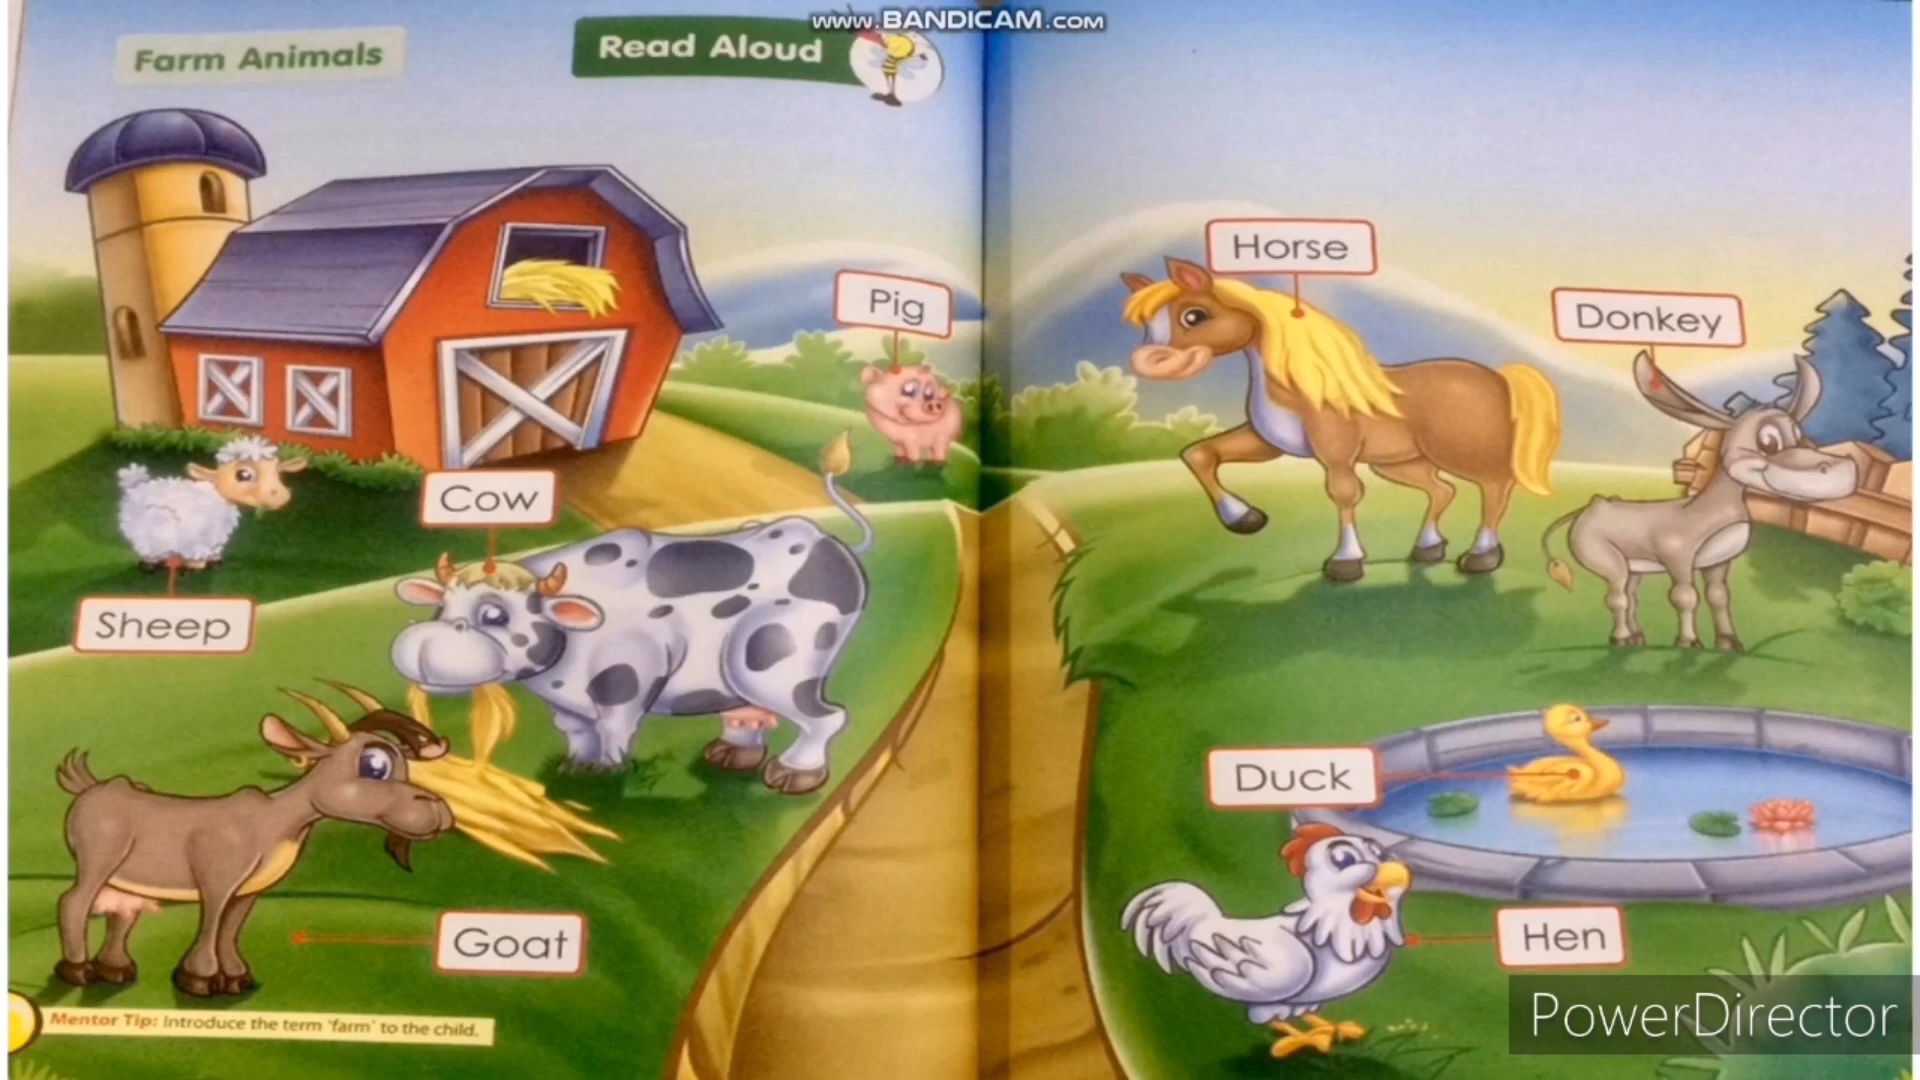 www.BANDICAM.com
Farm Animals
Read Aloud
Horse
Pig
Donkey
Cow
Sheep
Duck
Goat
Hen
Mentor Tip: Introduce the term 'farm' to the child.
PowerDirector